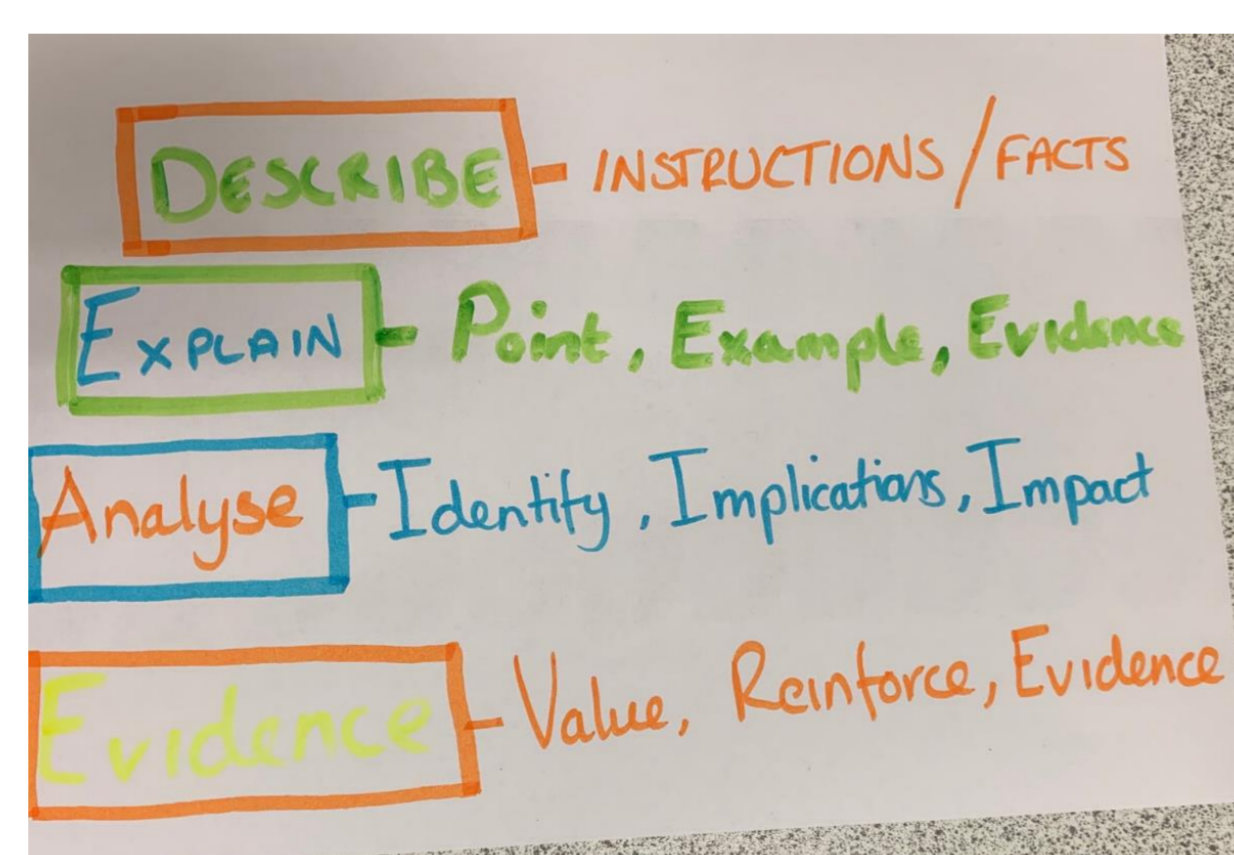 DESCRIBE - INSTRUCTIONS / FACTS
EXPLAIN - Point, Example, Evidence
Analyse - Identify, Implications, Impact
Evidence - Value, Reinforce, Evidence